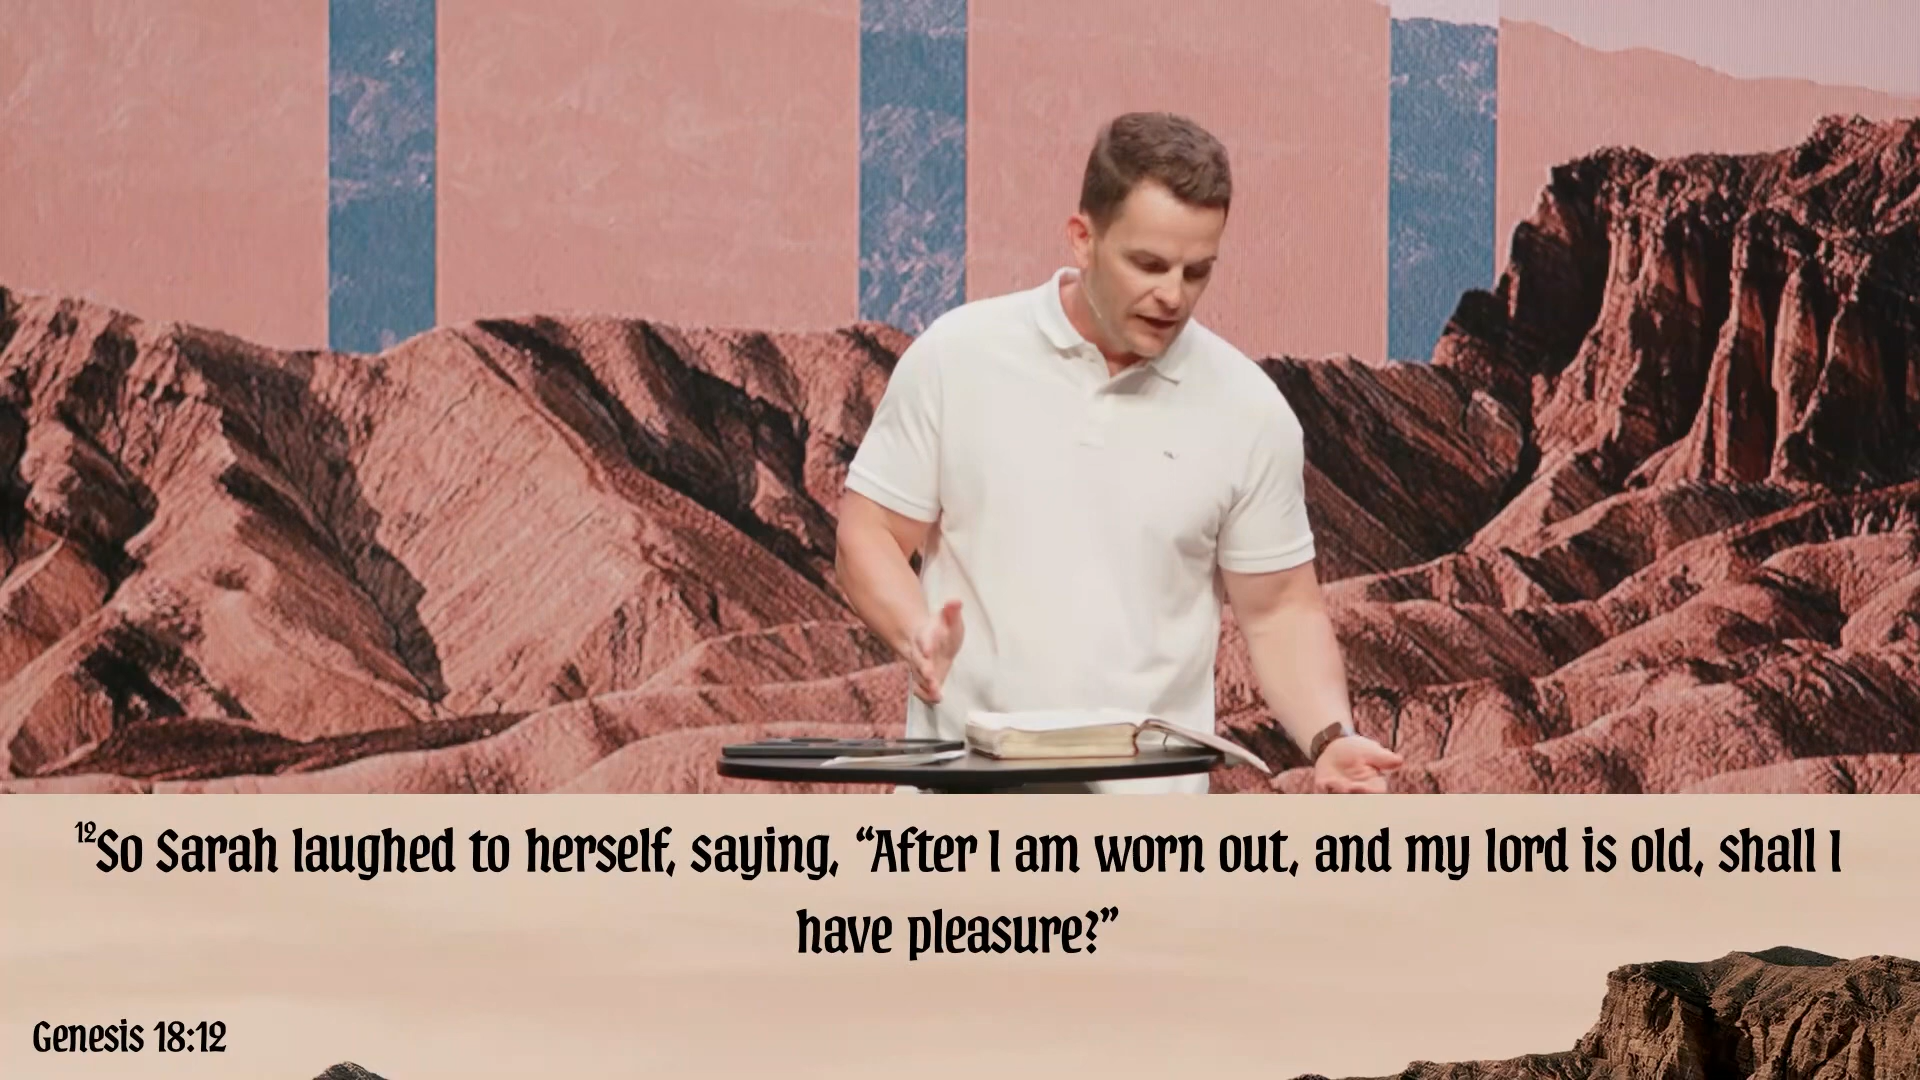 ¹²So Sarah laughed to herself, saying, “After I am worn out, and my lord is old, shall I
have pleasure?”
Genesis 18:12